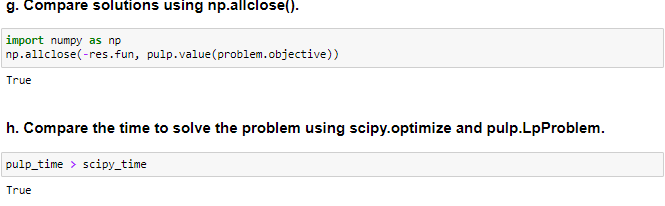 g. Compare solutions using np.allclose().
import numpy as np
np.allclose(-res.fun, pulp.value(problem.objective))
True
h. Compare the time to solve the problem using scipy.optimize and pulp.LpProblem.
pulp_time > scipy_time
True